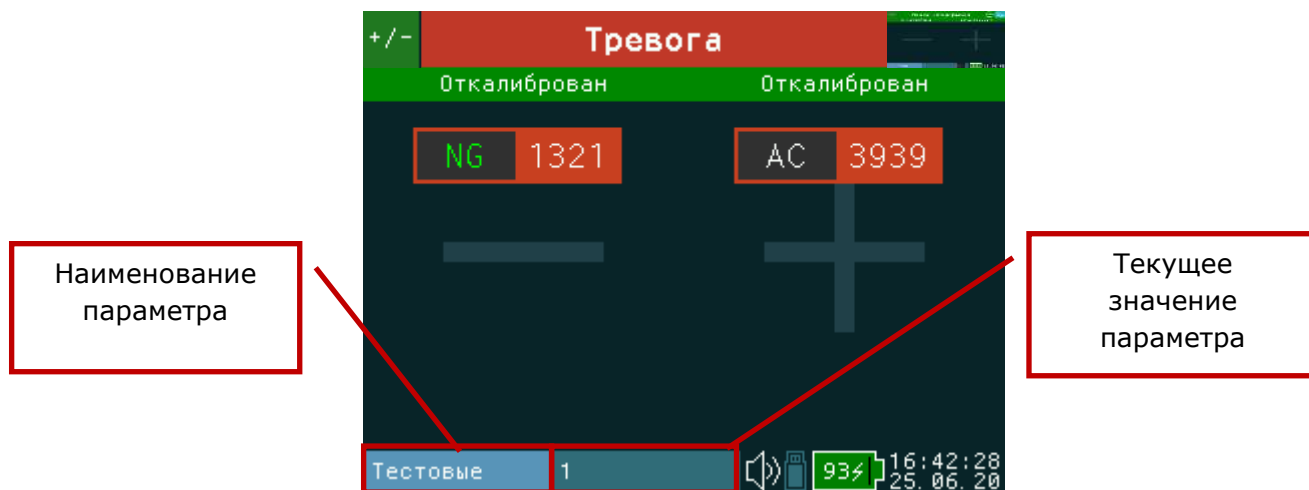 +/-
Тревога
Откалиброван Откалиброван
NG 1321 AC 3939
Наименование
параметра
Текущее
значение
параметра
Тестовые 1
93
16:42:28
25.06.20